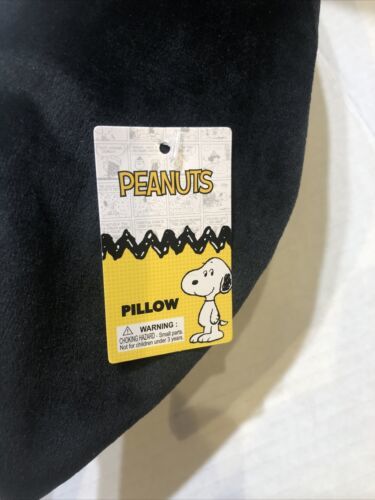 PEANUTS
PILLOW
WARNING :
CHOKING HAZARD - Small parts.
Not for children under 3 years.